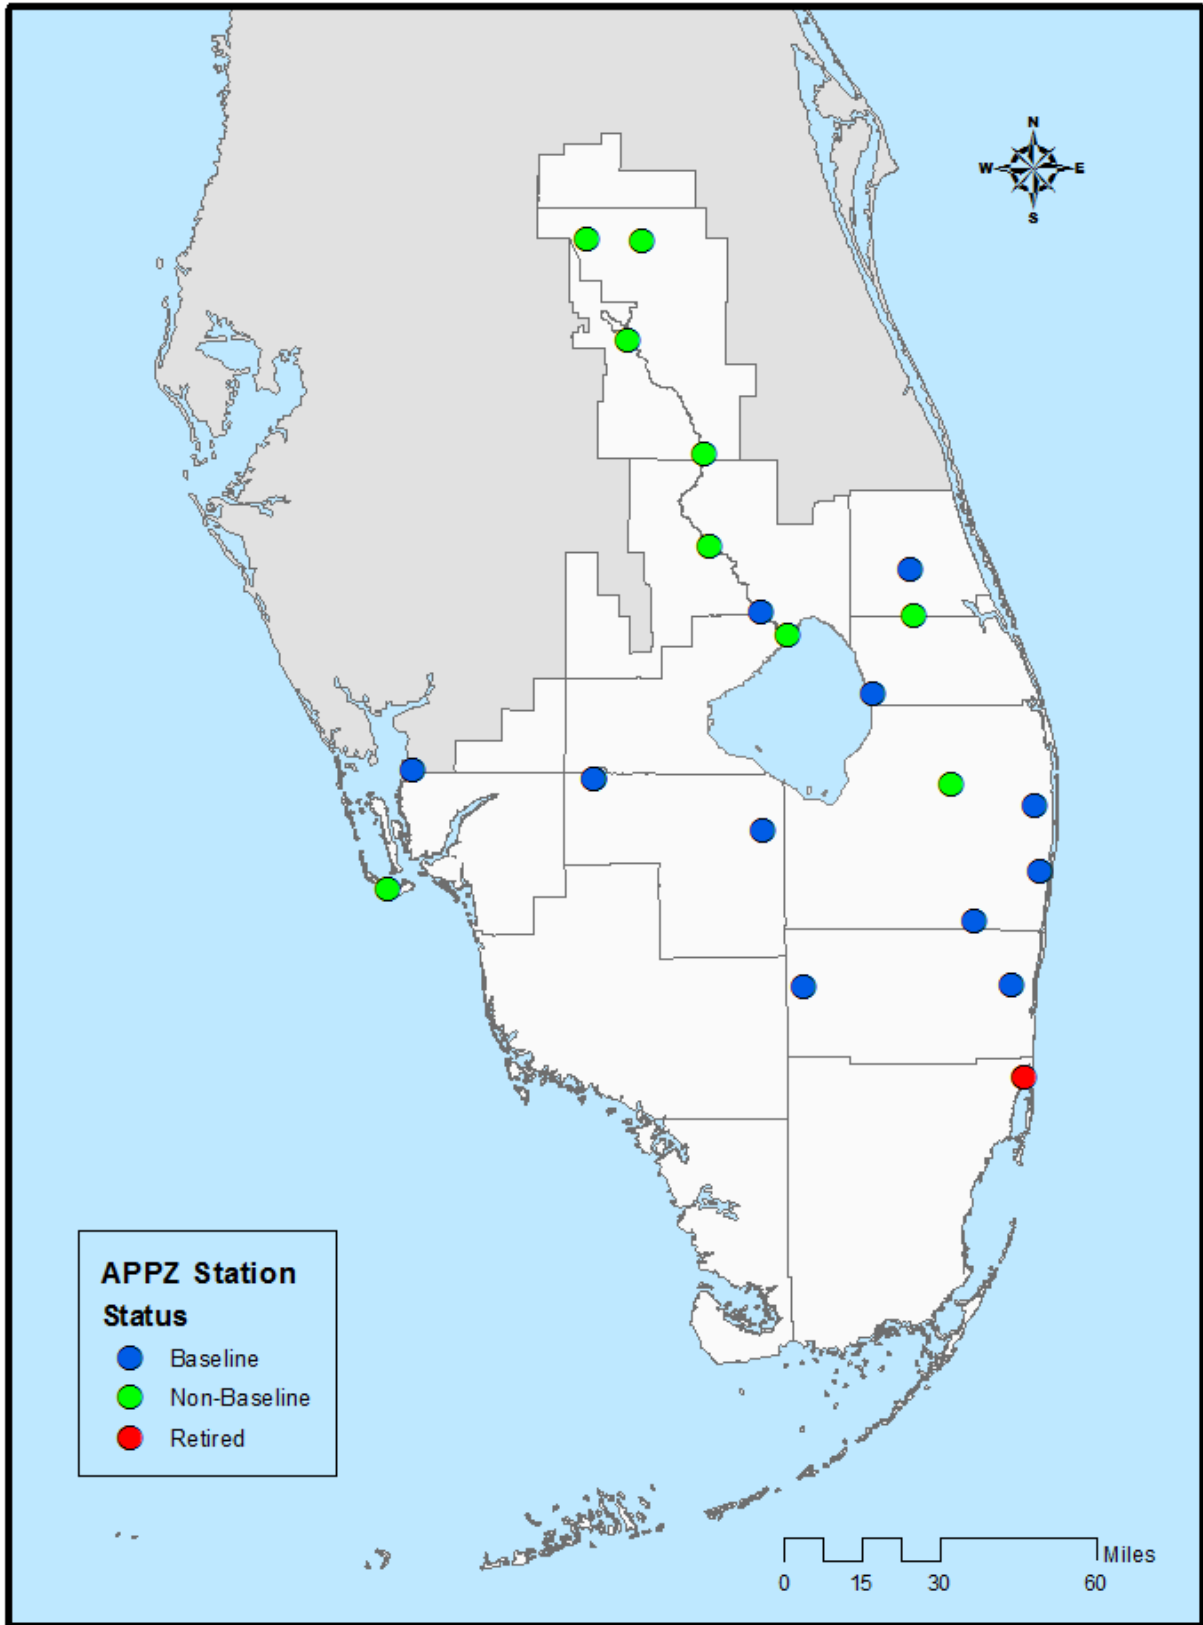 N
W E
S
APPZ Station
Status
Baseline
Non-Baseline
Retired
Miles
0 15 30 60